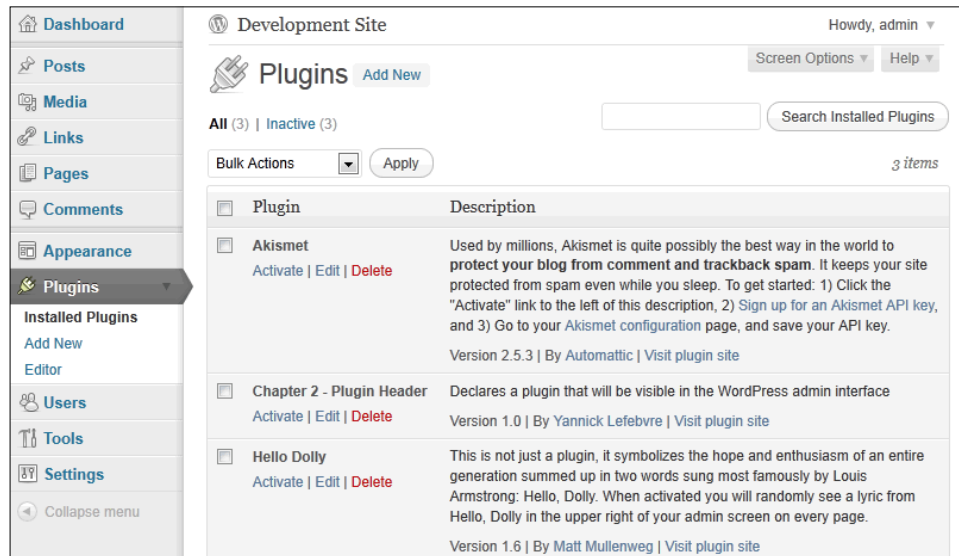 Dashboard
Posts
Media
Links
Pages
Comments
Appearance
Plugins
Installed Plugins
Add New
Editor
Users
Tools
Settings
Collapse menu
Development Site
Howdy, admin
Screen Options
Help
Plugins Add New
All (3) | Inactive (3)
Search Installed Plugins
Bulk Actions
Apply
3 items
Plugin Description
Akismet
Activate | Edit | Delete
Used by millions, Akismet is quite possibly the best way in the world to
protect your blog from comment and trackback spam. It keeps your site
protected from spam even while you sleep. To get started: 1) Click the
"Activate" link to the left of this description, 2) Sign up for an Akismet API key,
and 3) Go to your Akismet configuration page, and save your API key.
Version 2.5.3 | By Automattic | Visit plugin site
Chapter 2 - Plugin Header
Activate | Edit | Delete
Declares a plugin that will be visible in the WordPress admin interface
Version 1.0 | By Yannick Lefebvre | Visit plugin site
Hello Dolly
Activate | Edit | Delete
This is not just a plugin, it symbolizes the hope and enthusiasm of an entire
generation summed up in two words sung most famously by Louis
Armstrong: Hello, Dolly. When activated you will randomly see a lyric from
Hello, Dolly in the upper right of your admin screen on every page.
Version 1.6 | By Matt Mullenweg | Visit plugin site